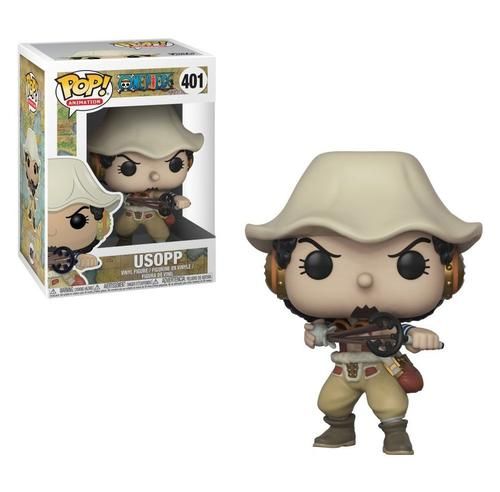 POP!
ANIMATION
ONE PIECE
401
USOPP
VINYL FIGURE / FIGURINE EN VINYLE /
FIGURA DE VINIL